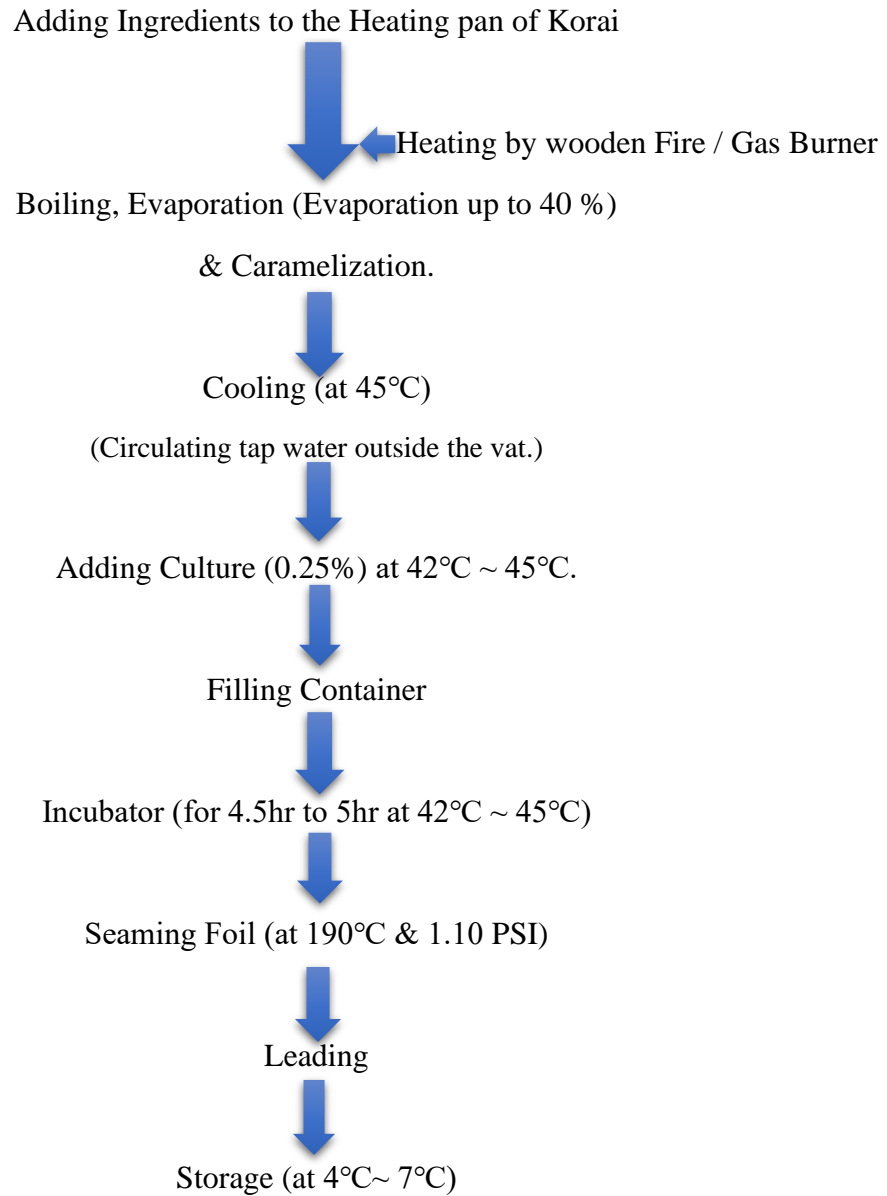 Adding Ingredients to the Heating pan of Korai
Heating by wooden Fire / Gas Burner
Boiling, Evaporation (Evaporation up to 40 %)
& Caramelization.
Cooling (at 45℃)
(Circulating tap water outside the vat.)
Adding Culture (0.25%) at 42℃ ~ 45℃.
Filling Container
Incubator (for 4.5hr to 5hr at 42℃ ~ 45℃)
Seaming Foil (at 190℃ & 1.10 PSI)
Leading
Storage (at 4℃~ 7℃)